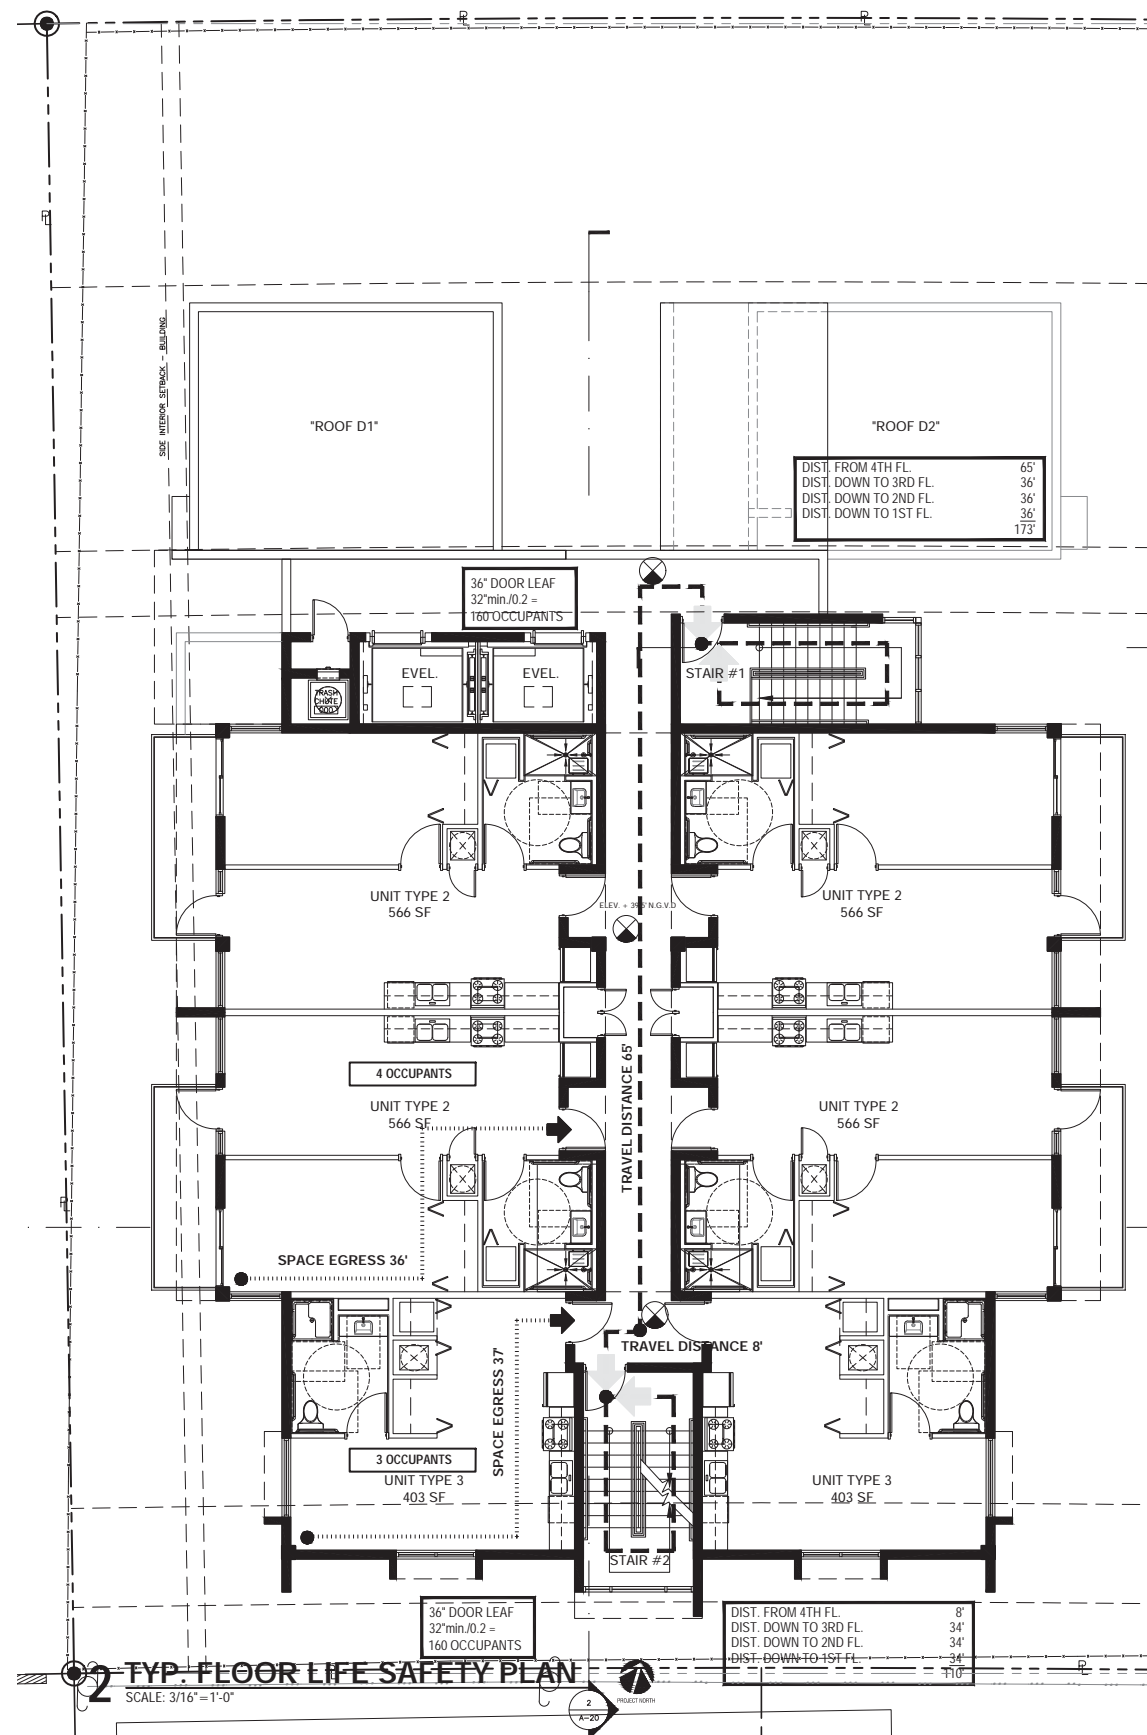 PL
PL
PL
SIDE INTERIOR SETBACK - BUILDING
"ROOF D1"
"ROOF D2"
DIST. FROM 4TH FL. 65'
DIST. DOWN TO 3RD FL. 36'
DIST. DOWN TO 2ND FL. 36'
DIST. DOWN TO 1ST FL. 36'
173'
36" DOOR LEAF
32"min./0.2 =
160 OCCUPANTS
EVEL.
EVEL.
STAIR #1
TRASH
CHUTE
UNIT TYPE 2
566 SF
UNIT TYPE 2
566 SF
N.G.V.D
TRAVEL DISTANCE 65'
4 OCCUPANTS
UNIT TYPE 2
566 SF
UNIT TYPE 2
566 SF
PL
SPACE EGRESS 36'
TRAVEL DISTANCE 8'
SPACE EGRESS 37'
3 OCCUPANTS
UNIT TYPE 3
403 SF
UNIT TYPE 3
403 SF
STAIR #2
36" DOOR LEAF
32"min./0.2 =
160 OCCUPANTS
DIST. FROM 4TH FL. 8'
DIST. DOWN TO 3RD FL. 34'
DIST. DOWN TO 2ND FL. 34'
DIST. DOWN TO 1ST FL. 34'
110'
PL
2 TYP. FLOOR LIFE SAFETY PLAN
SCALE: 3/16"=1'-0"
PROJECT NORTH
2
A-20